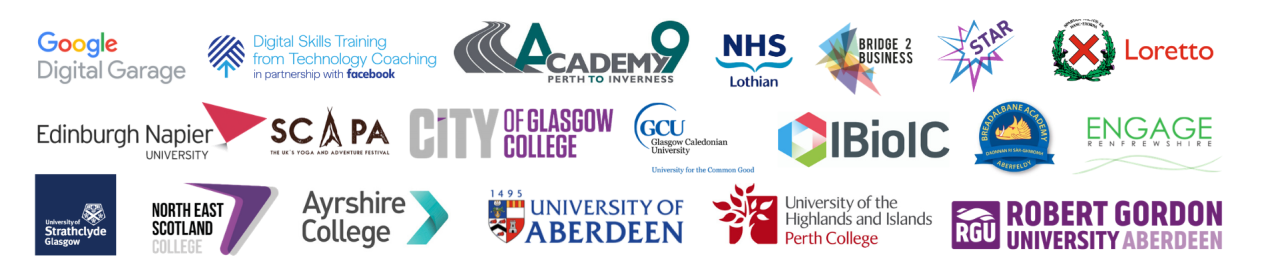 Google
Digital Garage
Digital Skills Training
from Technology Coaching
in partnership with facebook
ACADEMY9
PERTH TO INVERNESS
NHS
Lothian
BRIDGE 2
BUSINESS
STAR
Loretto
Edinburgh Napier
UNIVERSITY
SCAPA
THE UK'S YOGA AND ADVENTURE FESTIVAL
CiTY OF GLASGOW
COLLEGE
GCU
Glasgow Caledonian
University
University for the Common Good
IBioIC
BREADALBANE ACADEMY
ABERFELDY
ENGAGE
RENFREWSHIRE
University of
Strathclyde
Glasgow
NORTH EAST
SCOTLAND
COLLEGE
Ayrshire
College
1495
UNIVERSITY OF
ABERDEEN
University of the
Highlands and Islands
Perth College
RGU
ROBERT GORDON
UNIVERSITY ABERDEEN